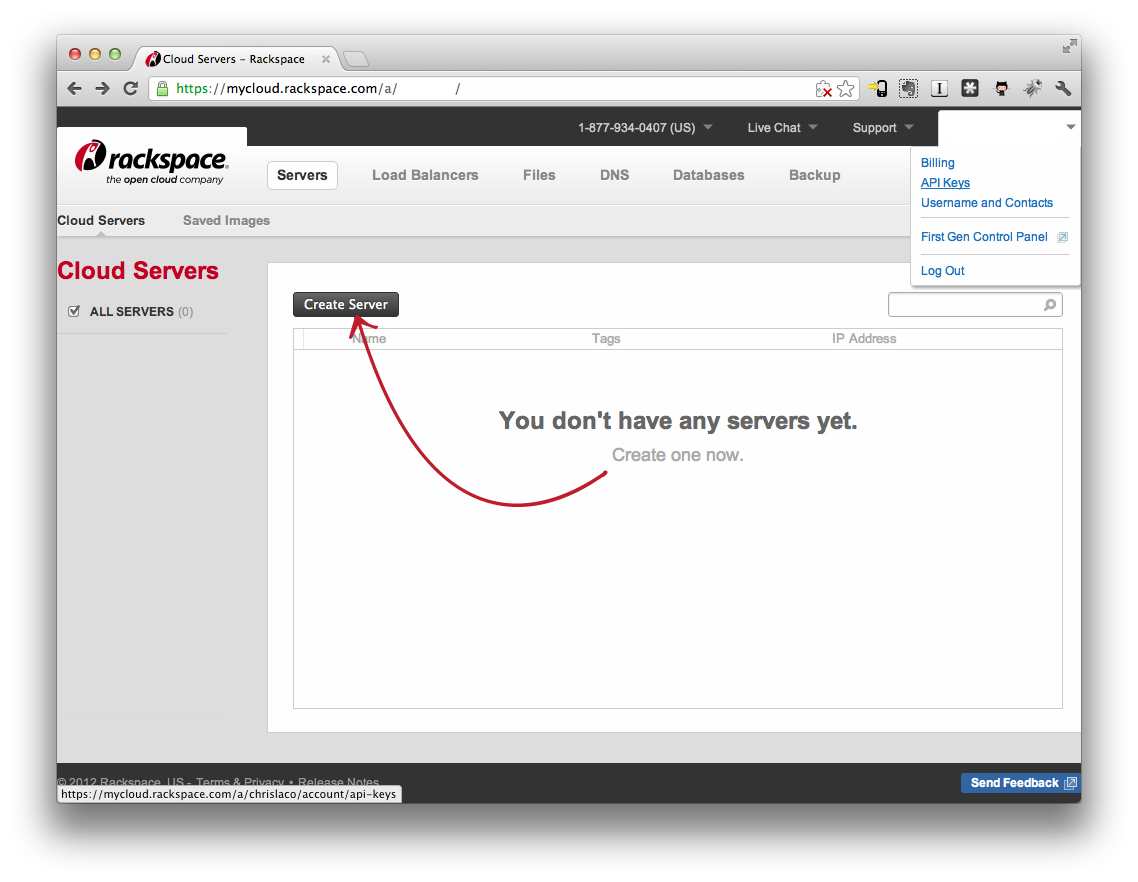 Cloud Servers – Rackspace
https://mycloud.rackspace.com/a/ /
1-877-934-0407 (US) Live Chat Support
rackspace.
the open cloud company
Servers Load Balancers Files DNS Databases Backup
Billing
API Keys
Username and Contacts
First Gen Control Panel
Log Out
Cloud Servers Saved Images
Cloud Servers
ALL SERVERS (0)
Create Server
Name Tags IP Address
You don't have any servers yet.
Create one now.
© 2012 Rackspace, US - Terms & Privacy • Release Notes
Send Feedback
https://mycloud.rackspace.com/a/chrislaco/account/api-keys